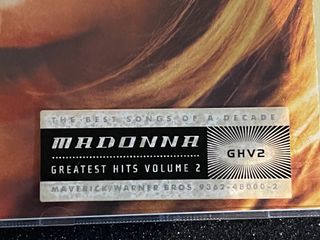 THE BEST SONGS OF A DECADE
MADONNA
GHV2
GREATEST HITS VOLUME 2
MAVERICK/WARNER BROS. 9362-48000-2